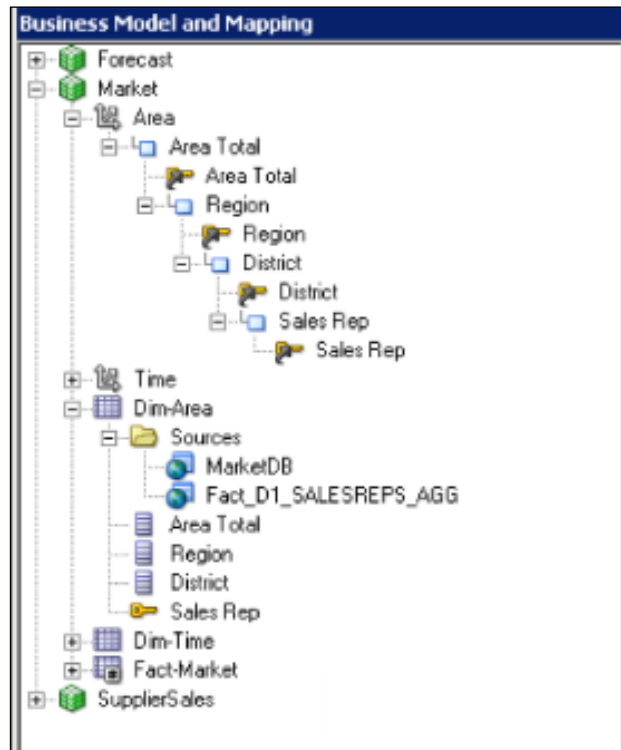 Business Model and Mapping
Forecast
Market
Area
Area Total
Area Total
Region
Region
District
District
Sales Rep
Sales Rep
Time
Dim-Area
Sources
MarketDB
Fact_D1_SALESREPS_AGG
Area Total
Region
District
Sales Rep
Dim-Time
Fact-Market
SupplierSales